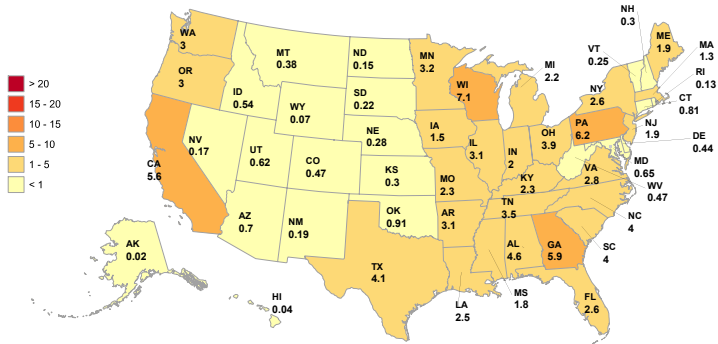 > 20
15 - 20
10 - 15
5 - 10
1 - 5
< 1
WA
3
OR
3
CA
5.6
NV
0.17
ID
0.54
MT
0.38
WY
0.07
UT
0.62
CO
0.47
AZ
0.7
NM
0.19
ND
0.15
SD
0.22
NE
0.28
KS
0.3
OK
0.91
TX
4.1
MN
3.2
IA
1.5
MO
2.3
AR
3.1
LA
2.5
WI
7.1
IL
3.1
MI
2.2
IN
2
OH
3.9
KY
2.3
TN
3.5
MS
1.8
AL
4.6
GA
5.9
FL
2.6
SC
4
NC
4
VA
2.8
WV
0.47
MD
0.65
DE
0.44
PA
6.2
NJ
1.9
NY
2.6
CT
0.81
RI
0.13
MA
1.3
VT
0.25
NH
0.3
ME
1.9
AK
0.02
HI
0.04